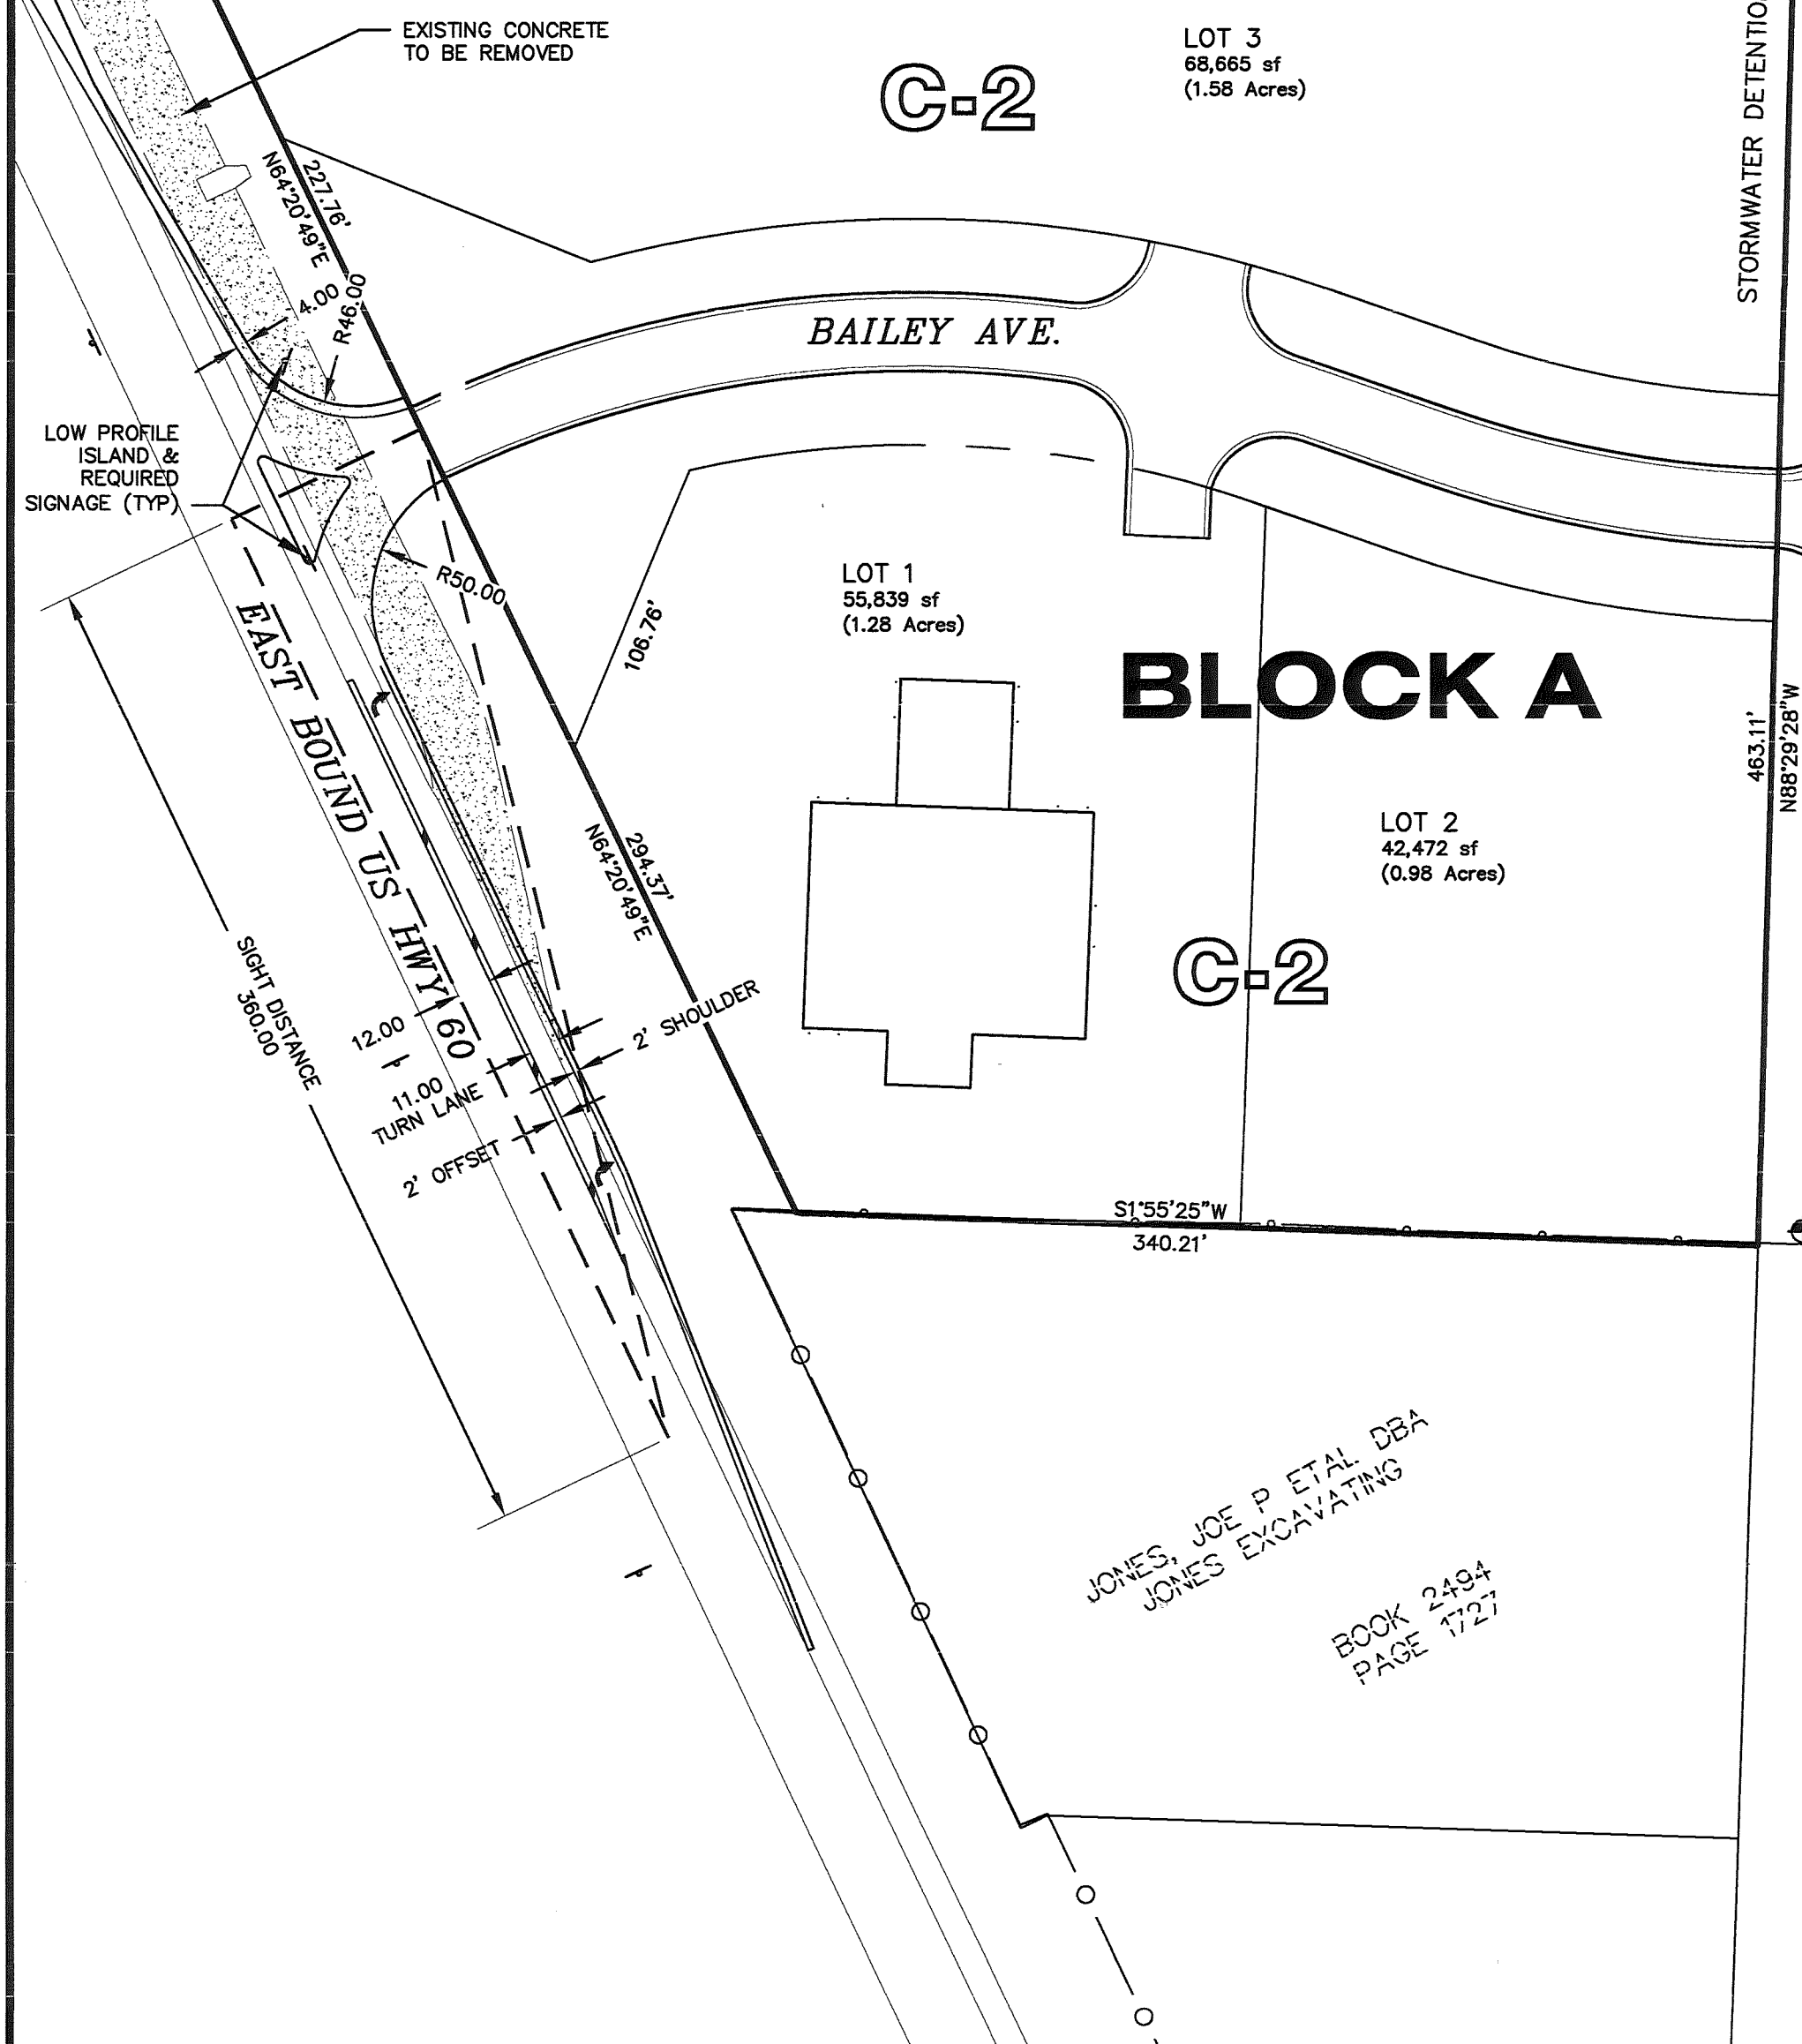 EXISTING CONCRETE
TO BE REMOVED
C-2
LOT 3
68,665 sf
(1.58 Acres)
STORMWATER DETENTIO
227.76'
N64°20'49"E
4.00
R46.00
BAILEY AVE.
LOW PROFILE
ISLAND &
REQUIRED
SIGNAGE (TYP)
R50.00
106.76'
LOT 1
55,839 sf
(1.28 Acres)
BLOCK A
463.11'
N88°29'28"W
EAST BOUND US HWY 60
294.37'
N64°20'49"E
LOT 2
42,472 sf
(0.98 Acres)
C-2
SIGHT DISTANCE
360.00
12.00
2' SHOULDER
11.00
TURN LANE
2' OFFSET
S1°55'25"W
340.21'
JONES, JOE P ETAL DBA
JONES EXCAVATING
BOOK 2494
PAGE 1727